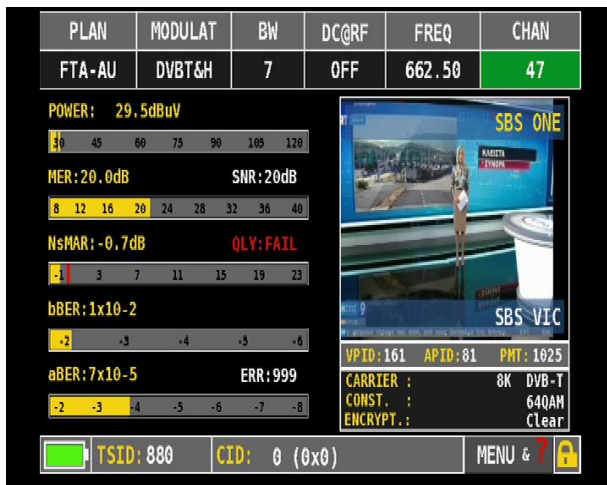 PLAN MODULAT BW DC@RF FREQ CHAN
FTA-AU DVBT&H 7 OFF 662.50 47
POWER: 29.5dBuV
30 45 60 75 90 105 120
MER:20.0dB SNR:20dB
8 12 16 20 24 28 32 36 40
NsMAR:-0.7dB QLY:FAIL
-1 3 7 11 15 19 23
bBER:1x10-2
-2 -3 -4 -5 -6
aBER:7x10-5 ERR:999
-2 -3 -4 -5 -6 -7 -8
SBS ONE
ΚΛΕΙΣΤΑ
ΣΥΝΟΡΑ
SBS VIC
VPID:161 APID:81 PMT:1025
CARRIER : 8K DVB-T
CONST. : 64QAM
ENCRYPT.: Clear
TSID:880 CID: 0 (0x0) MENU & ?